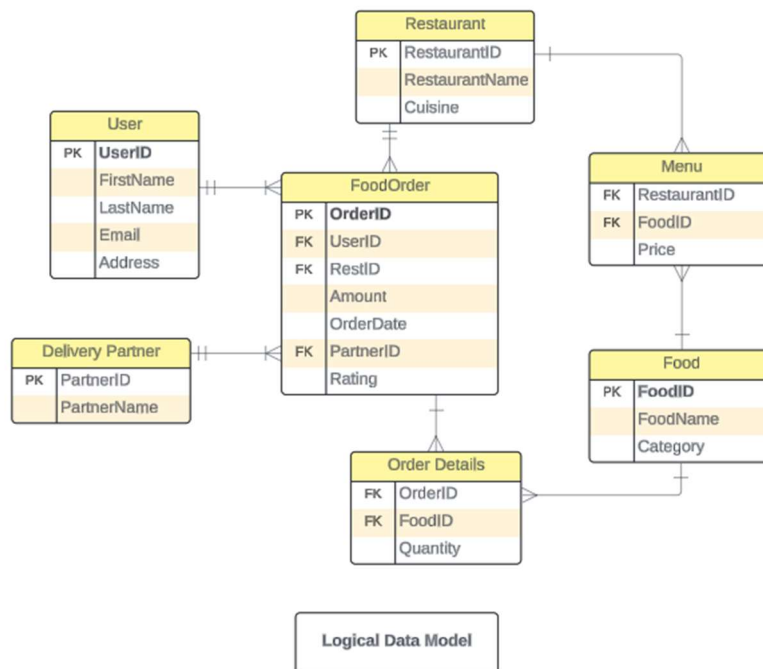 Restaurant
PK RestaurantID
RestaurantName
Cuisine
User
PK UserID
FirstName
LastName
Email
Address
FoodOrder
PK OrderID
FK UserID
FK RestID
Amount
OrderDate
FK PartnerID
Rating
Menu
FK RestaurantID
FK FoodID
Price
Delivery Partner
PK PartnerID
PartnerName
Food
PK FoodID
FoodName
Category
Order Details
FK OrderID
FK FoodID
Quantity
Logical Data Model